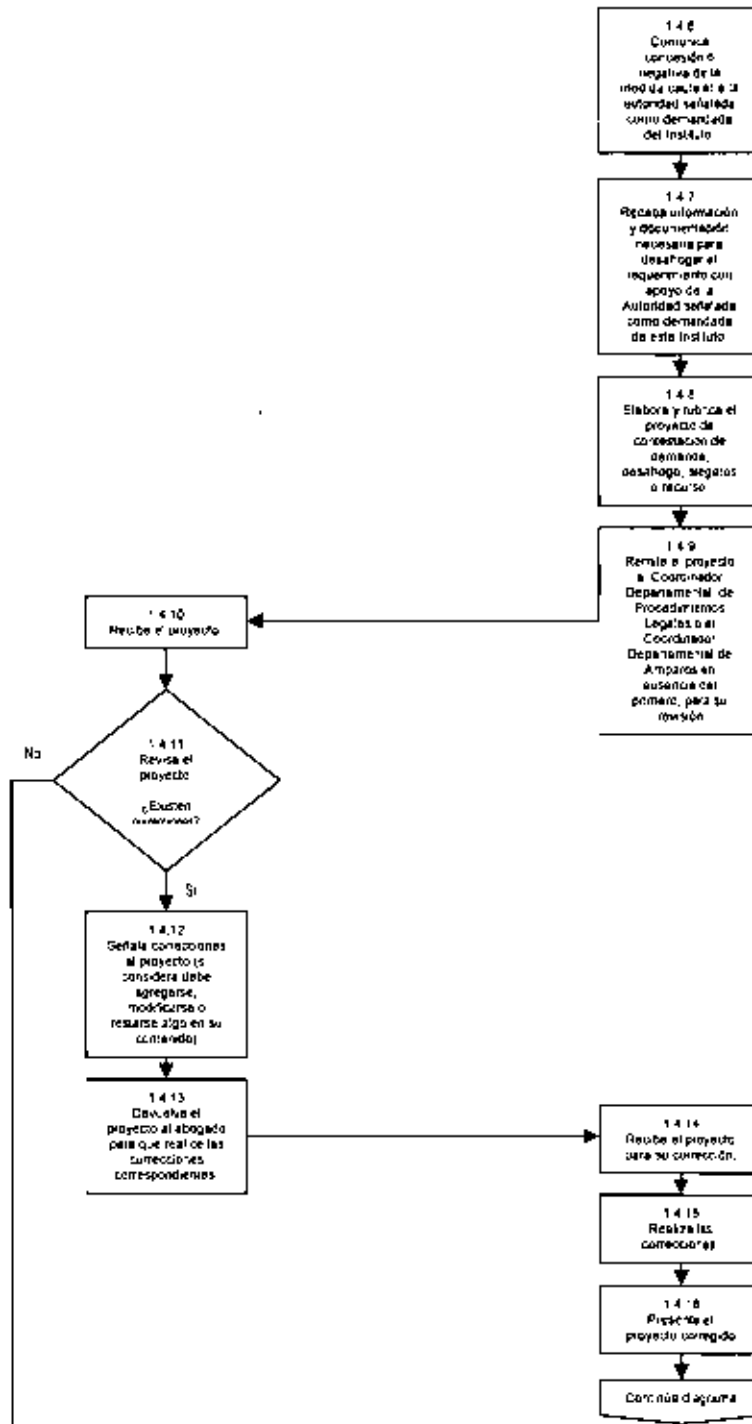 1.4.6
Comunica
concesión o
negativa de la
medida cautelar a la
autoridad señalada
como demandada
del Instituto
1.4.7
Recaba información
y documentación
necesaria para
desahogar el
requerimiento con
apoyo de la
Autoridad señalada
como demandada
de este Instituto
1.4.8
Elabora y rubrica el
proyecto de
contestación de
demanda,
desahogo, alegatos
o recurso
1.4.9
Remite el proyecto
al Coordinador
Departamental de
Procedimientos
Legales o al
Coordinador
Departamental de
Amparos en
ausencia del
primero, para su
revisión
1.4.10
Recibe el proyecto
1.4.11
Revisa el
proyecto
¿Existen
correcciones?
No
Si
1.4.12
Señala correcciones
al proyecto (si
considera debe
agregarse,
modificarse o
restarse algo en su
contenido)
1.4.13
Devuelve el
proyecto al abogado
para que realice las
correcciones
correspondientes
1.4.14
Recibe el proyecto
para su corrección.
1.4.15
Realiza las
correcciones
1.4.16
Presenta el
proyecto corregido
Continúa diagrama